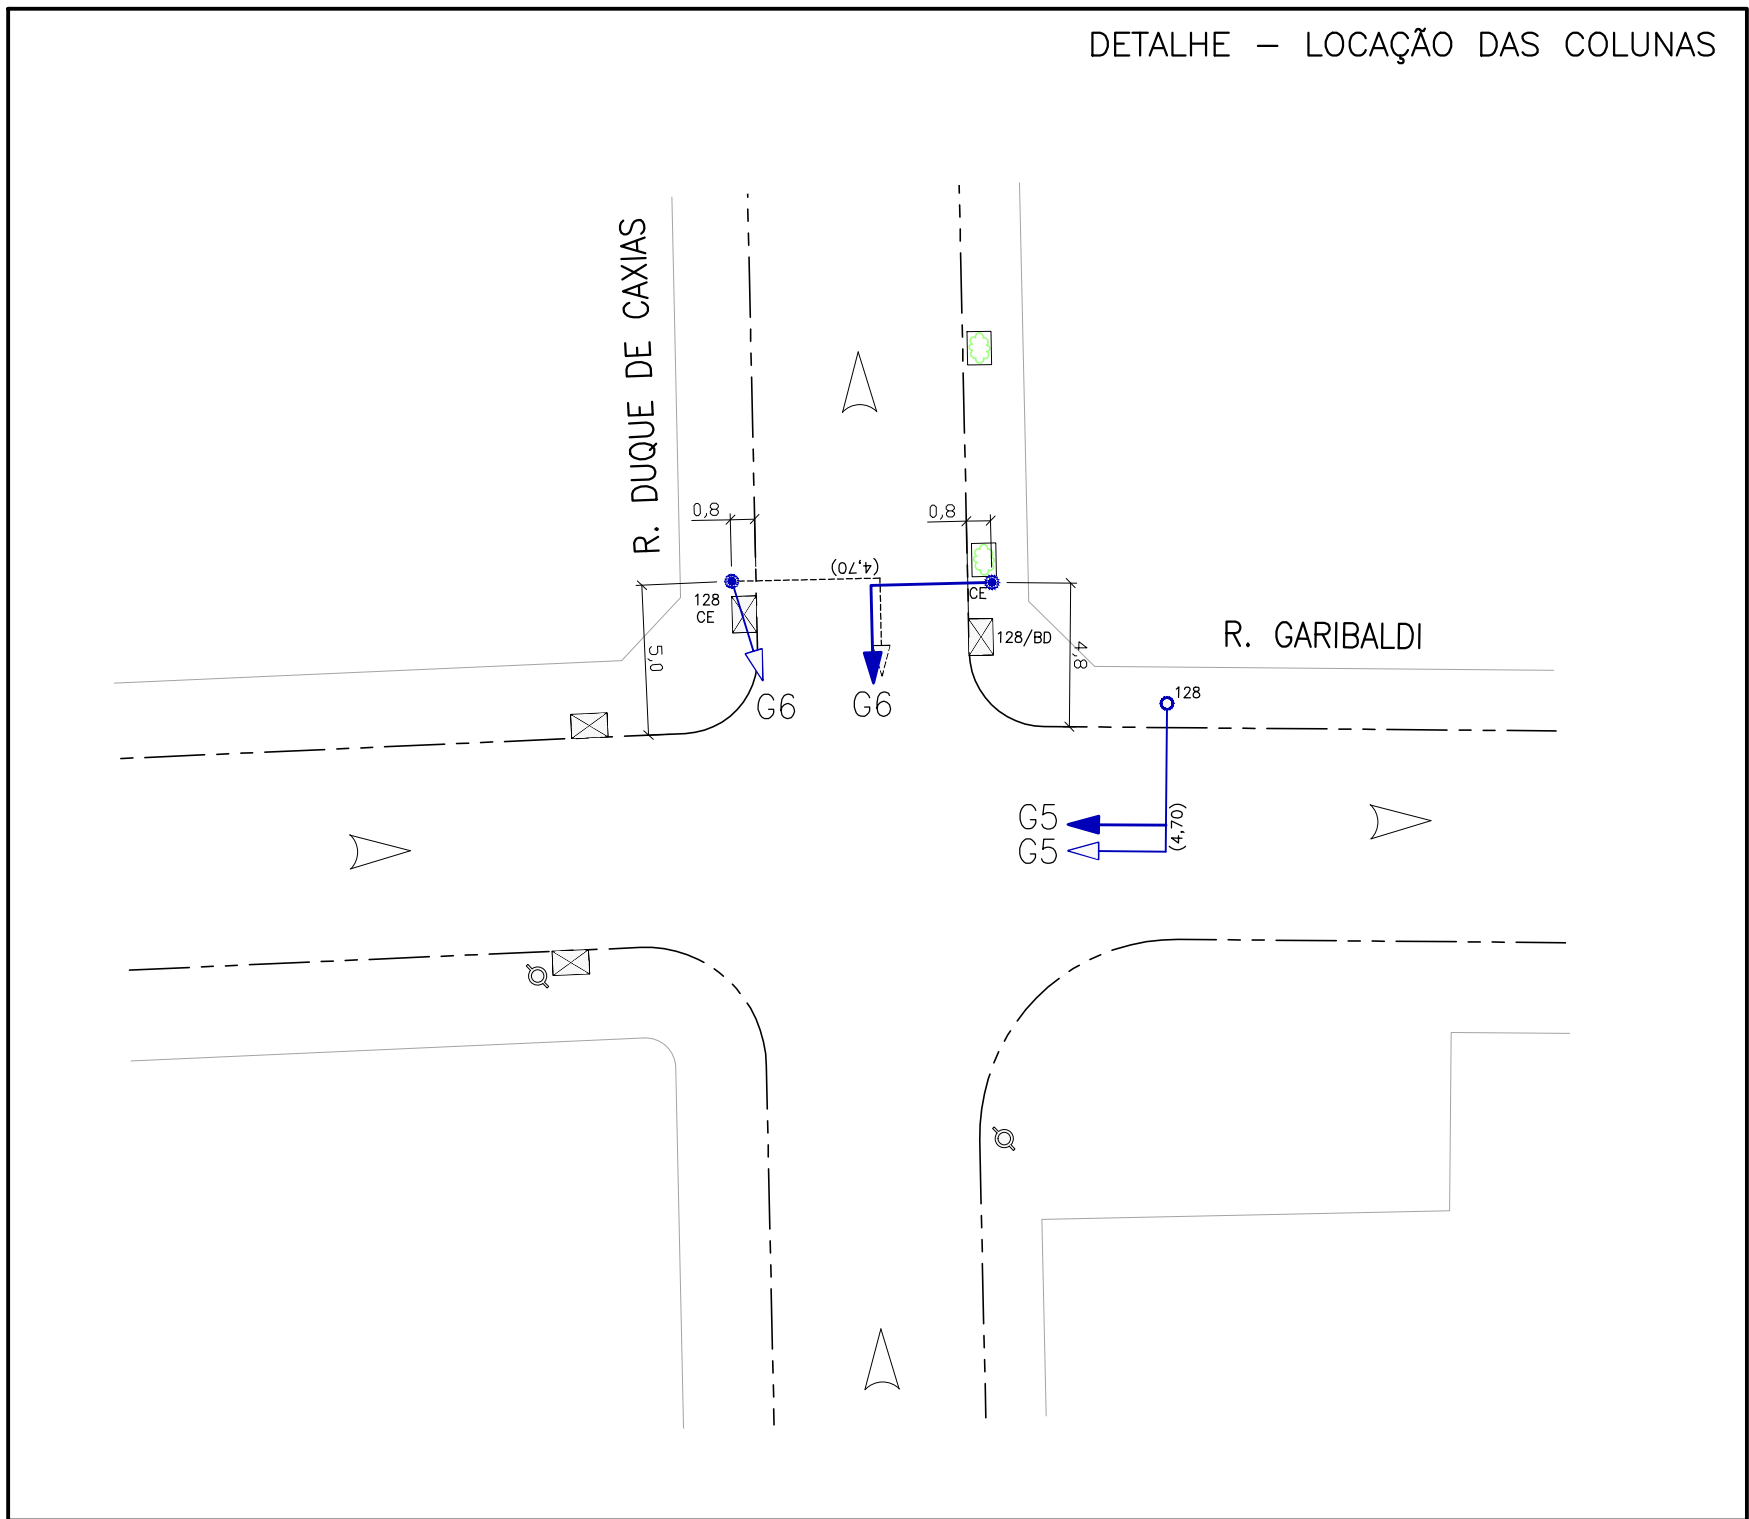 DETALHE – LOCAÇÃO DAS COLUNAS
R. DUQUE DE CAXIAS
0,8
0,8
(4,70)
128
CE
CE
5,0
128/BD
4,8
R. GARIBALDI
G6
G6
128
G5
G5
(4,70)